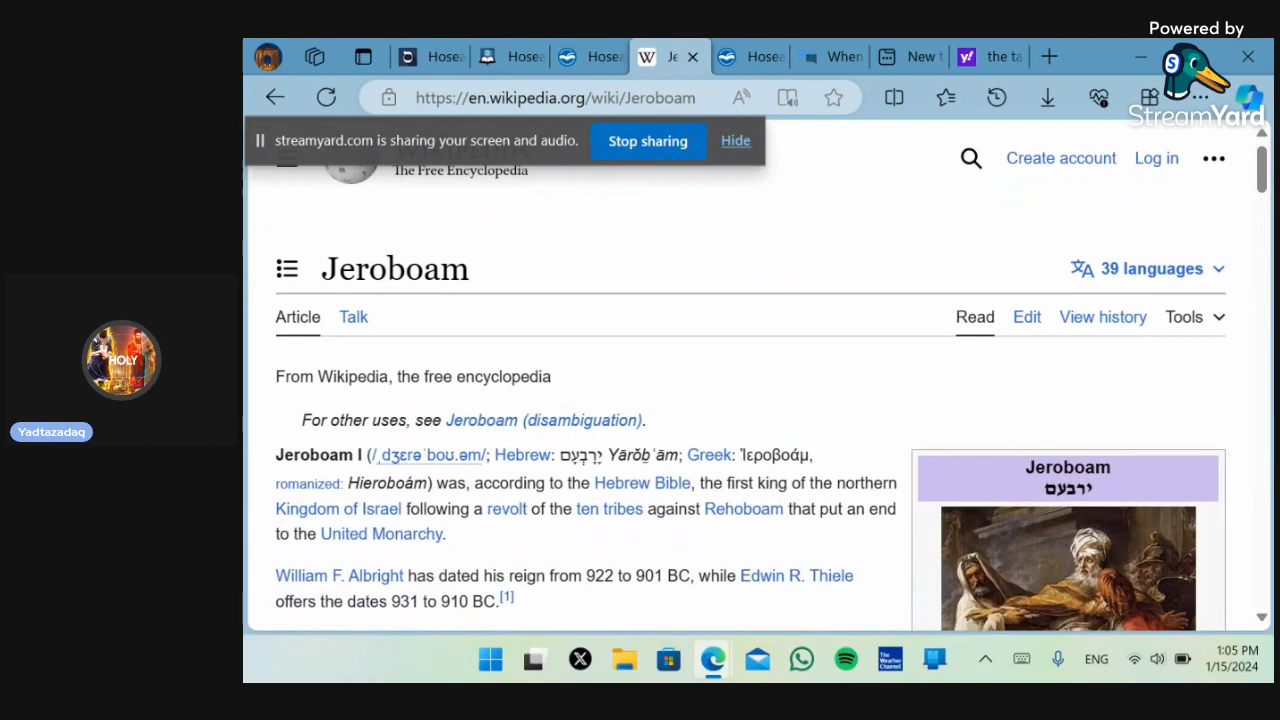 Powered by
StreamYard
Hosea
Hosea
Hosea
Je
Hosea
When
New t
the ta
https://en.wikipedia.org/wiki/Jeroboam
streamyard.com is sharing your screen and audio.
Stop sharing
Hide
The Free Encyclopedia
Create account
Log in
Jeroboam
39 languages
Article
Talk
Read
Edit
View history
Tools
From Wikipedia, the free encyclopedia
For other uses, see Jeroboam (disambiguation).
Jeroboam I (/ˌdʒɛrəˈboʊ.əm/; Hebrew: יָרׇבְעָם Yārŏḇəʿām; Greek: Ἱεροβοάμ,
romanized: Hieroboám) was, according to the Hebrew Bible, the first king of the northern
Kingdom of Israel following a revolt of the ten tribes against Rehoboam that put an end
to the United Monarchy.
William F. Albright has dated his reign from 922 to 901 BC, while Edwin R. Thiele
offers the dates 931 to 910 BC.[1]
Jeroboam
ירבעם
HOLY
Yadtazadaq
The Weather Channel
ENG
1:05 PM
1/15/2024